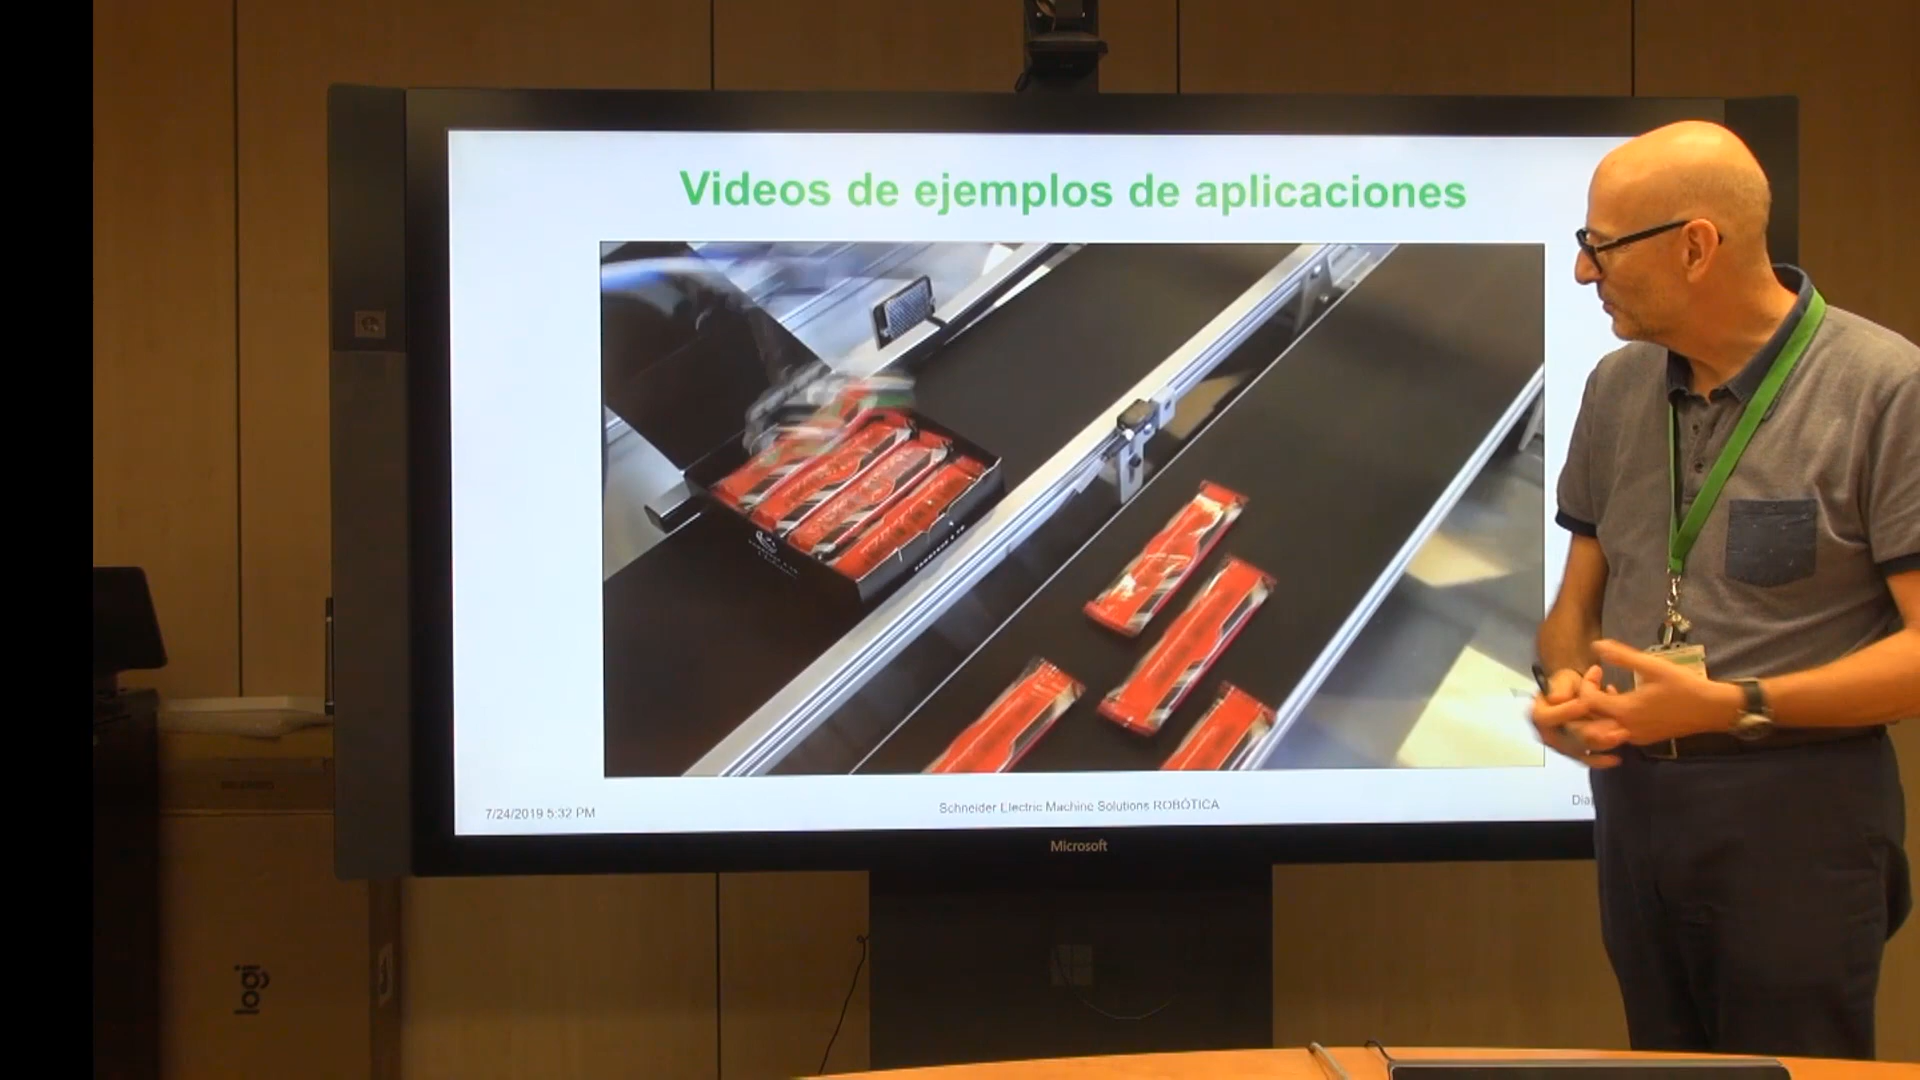 Videos de ejemplos de aplicaciones
7/24/2019 5:32 PM
Schneider Electric Machine Solutions ROBÓTICA
Microsoft
logi